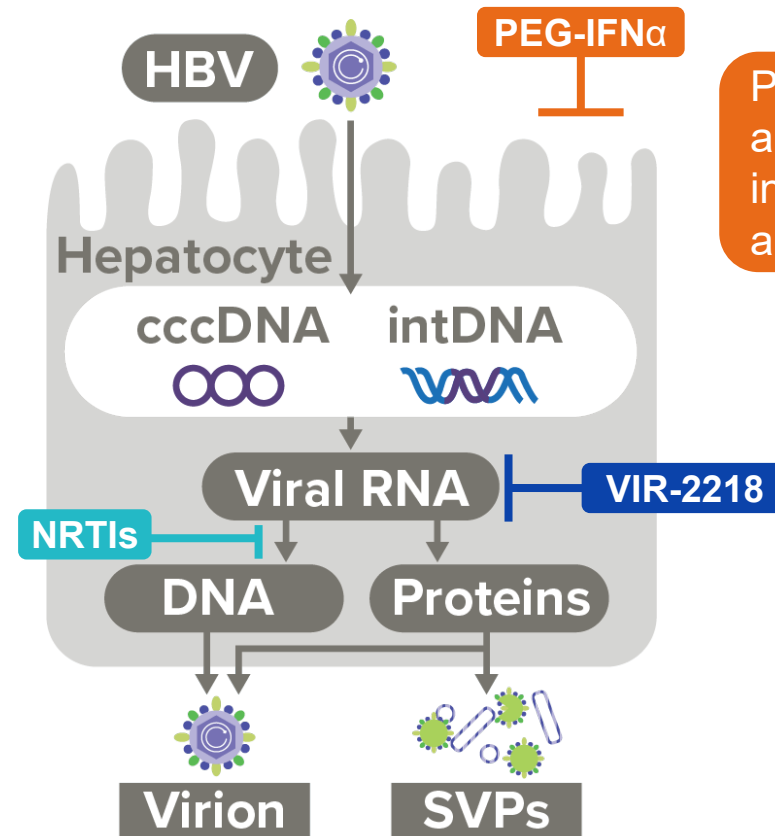 PEG-IFNα
HBV
Hepatocyte
cccDNA intDNA
Viral RNA
VIR-2218
NRTIs
DNA
Proteins
Virion
SVPs